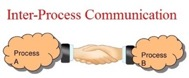 Inter-Process Communication
Process
A
Process
B